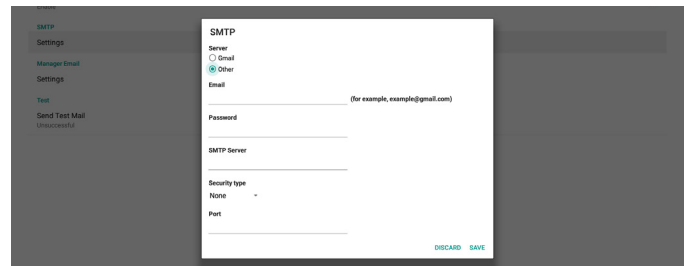 Enable
SMTP
Settings
Manager Email
Settings
Test
Send Test Mail
Unsuccessful
SMTP
Server
Gmail
Other
Email
(for example, example@gmail.com)
Password
SMTP Server
Security type
None
Port
DISCARD SAVE